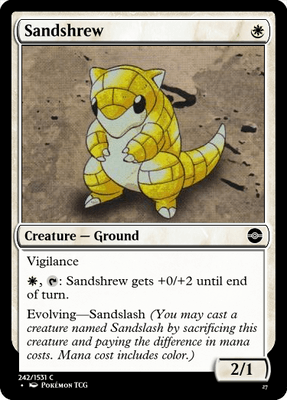 Sandshrew
Creature — Ground
Vigilance
, : Sandshrew gets +0/+2 until end
of turn.
Evolving—Sandslash (You may cast a
creature named Sandslash by sacrificing this
creature and paying the difference in mana
costs. Mana cost includes color.)
2/1
242/1531 C
• Pokémon TCG